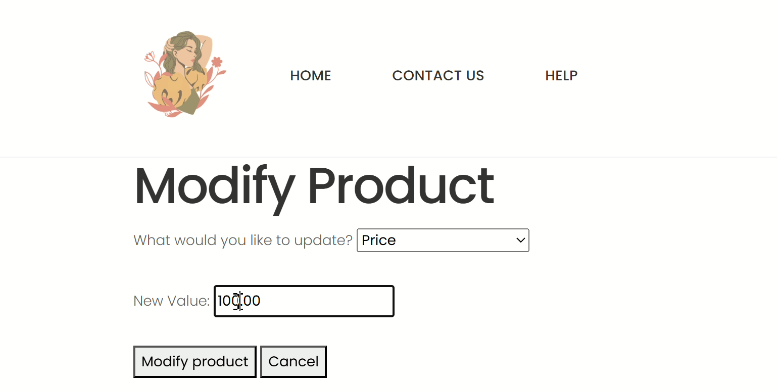 HOME CONTACT US HELP
Modify Product
What would you like to update? Price
New Value: 100.00
Modify product Cancel